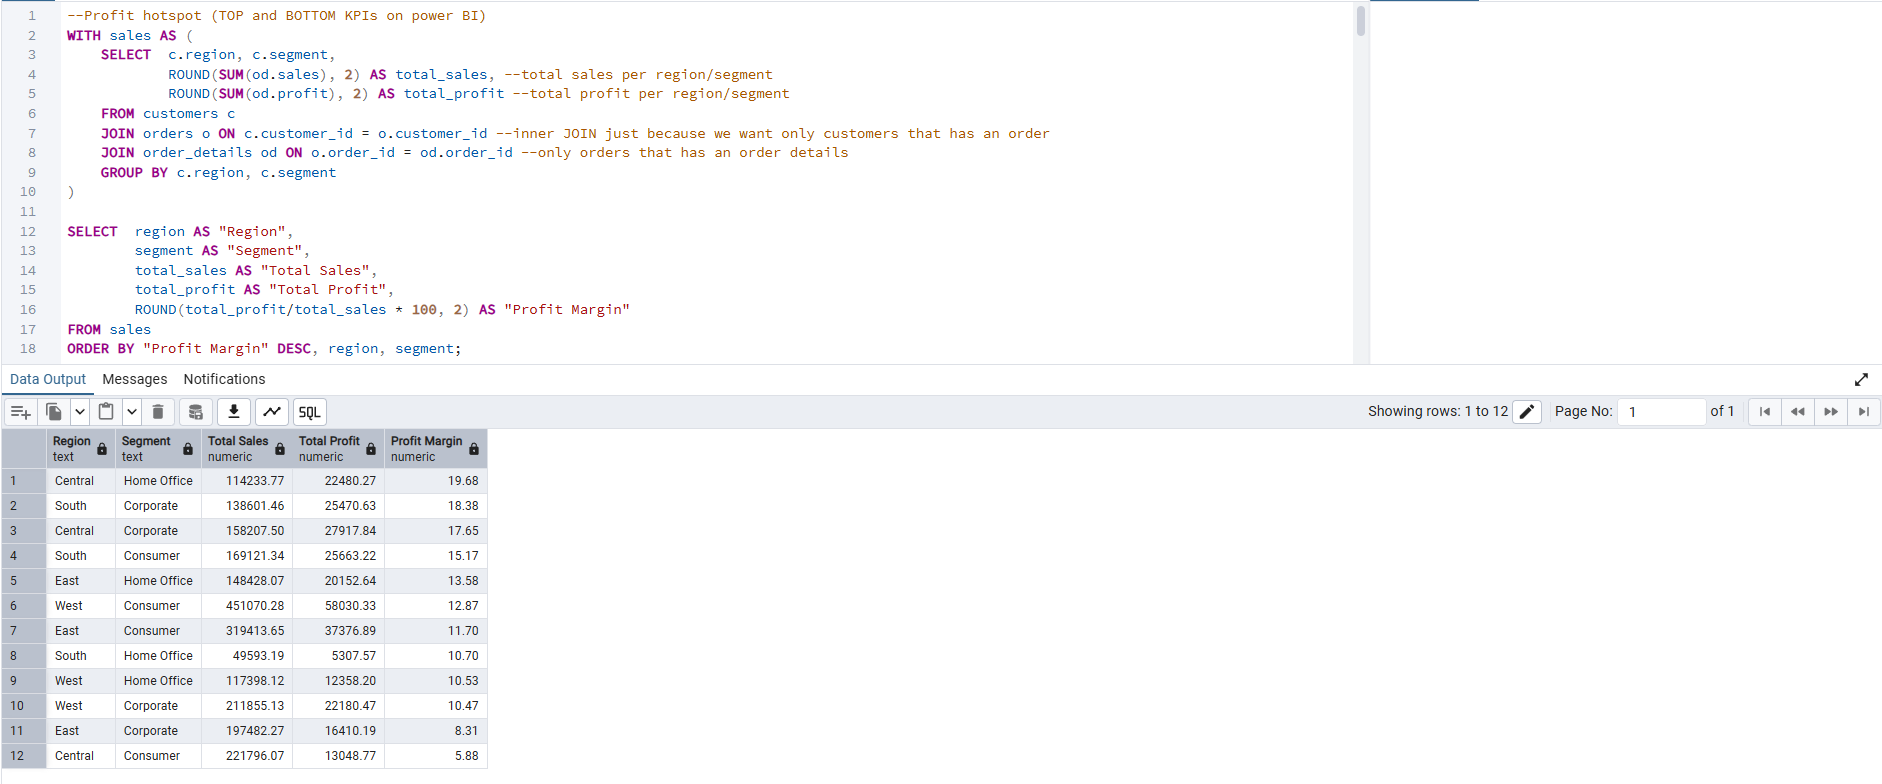 1 --Profit hotspot (TOP and BOTTOM KPIs on power BI)
2 WITH sales AS (
3 SELECT c.region, c.segment,
4 ROUND(SUM(od.sales), 2) AS total_sales, --total sales per region/segment
5 ROUND(SUM(od.profit), 2) AS total_profit --total profit per region/segment
6 FROM customers c
7 JOIN orders o ON c.customer_id = o.customer_id --inner JOIN just because we want only customers that has an order
8 JOIN order_details od ON o.order_id = od.order_id --only orders that has an order details
9 GROUP BY c.region, c.segment
10 )
11
12 SELECT region AS "Region",
13 segment AS "Segment",
14 total_sales AS "Total Sales",
15 total_profit AS "Total Profit",
16 ROUND(total_profit/total_sales * 100, 2) AS "Profit Margin"
17 FROM sales
18 ORDER BY "Profit Margin" DESC, region, segment;
Data Output Messages Notifications
SQL Showing rows: 1 to 12 Page No: 1 of 1
Region Segment Total Sales Total Profit Profit Margin
text text numeric numeric numeric
1 Central Home Office 114233.77 22480.27 19.68
2 South Corporate 138601.46 25470.63 18.38
3 Central Corporate 158207.50 27917.84 17.65
4 South Consumer 169121.34 25663.22 15.17
5 East Home Office 148428.07 20152.64 13.58
6 West Consumer 451070.28 58030.33 12.87
7 East Consumer 319413.65 37376.89 11.70
8 South Home Office 49593.19 5307.57 10.70
9 West Home Office 117398.12 12358.20 10.53
10 West Corporate 211855.13 22180.47 10.47
11 East Corporate 197482.27 16410.19 8.31
12 Central Consumer 221796.07 13048.77 5.88